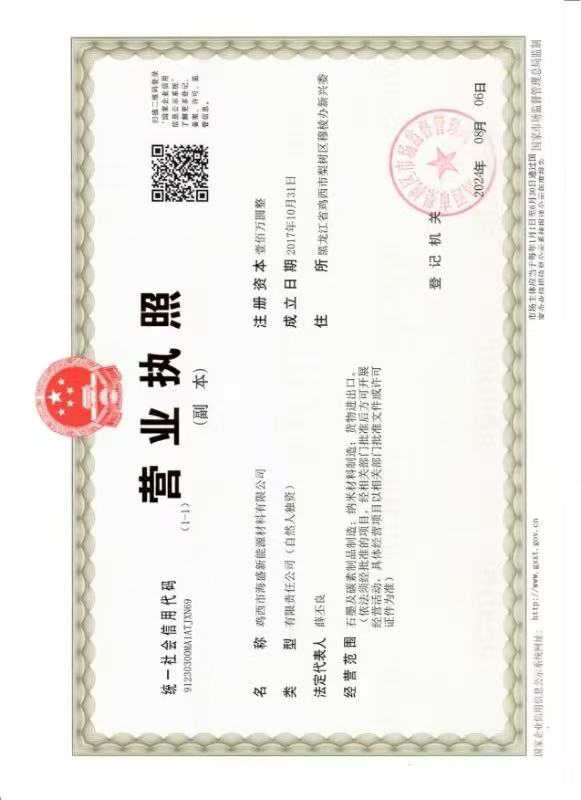 统一社会信用代码
91230300MA1ATJXN69
(1-1)
营业执照
(副 本)
扫描二维码登录
“国家企业信用
信息公示系统”
了解更多登记、
备案、许可、监
管信息。
名 称 鸡西市海盛新能源材料有限公司
类 型 有限责任公司(自然人独资)
法定代表人 薛丕良
经营范围 石墨及碳素制品制造;纳米材料制造;货物进出口。
(依法须经批准的项目,经相关部门批准后方可开展
经营活动,具体经营项目以相关部门批准文件或许可
证件为准)
注册资本 壹佰万圆整
成立日期 2017年10月31日
住 所 黑龙江省鸡西市梨树区穆棱办新兴委
登记机关
2024年 08月 06日
国家企业信用信息公示系统网址: http://www.gsxt.gov.cn
市场主体应当于每年1月1日至6月30日通过国
家企业信用信息公示系统报送公示年度报告
国家市场监督管理总局监制